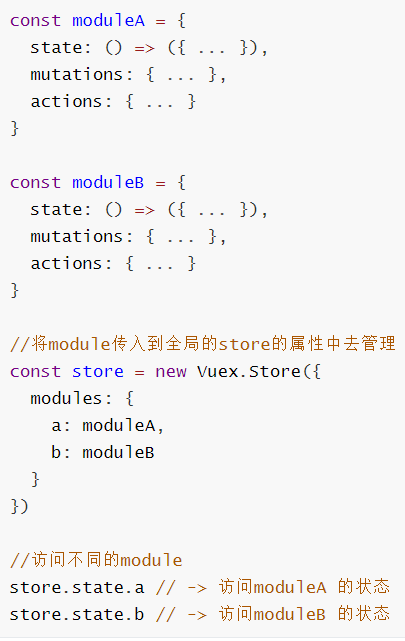 const moduleA = {
  state: () => ({ ... }),
  mutations: { ... },
  actions: { ... }
}

const moduleB = {
  state: () => ({ ... }),
  mutations: { ... },
  actions: { ... }
}

//将module传入到全局的store的属性中去管理
const store = new Vuex.Store({
  modules: {
    a: moduleA,
    b: moduleB
  }
})

//访问不同的module
store.state.a // -> 访问moduleA 的状态
store.state.b // -> 访问moduleB 的状态